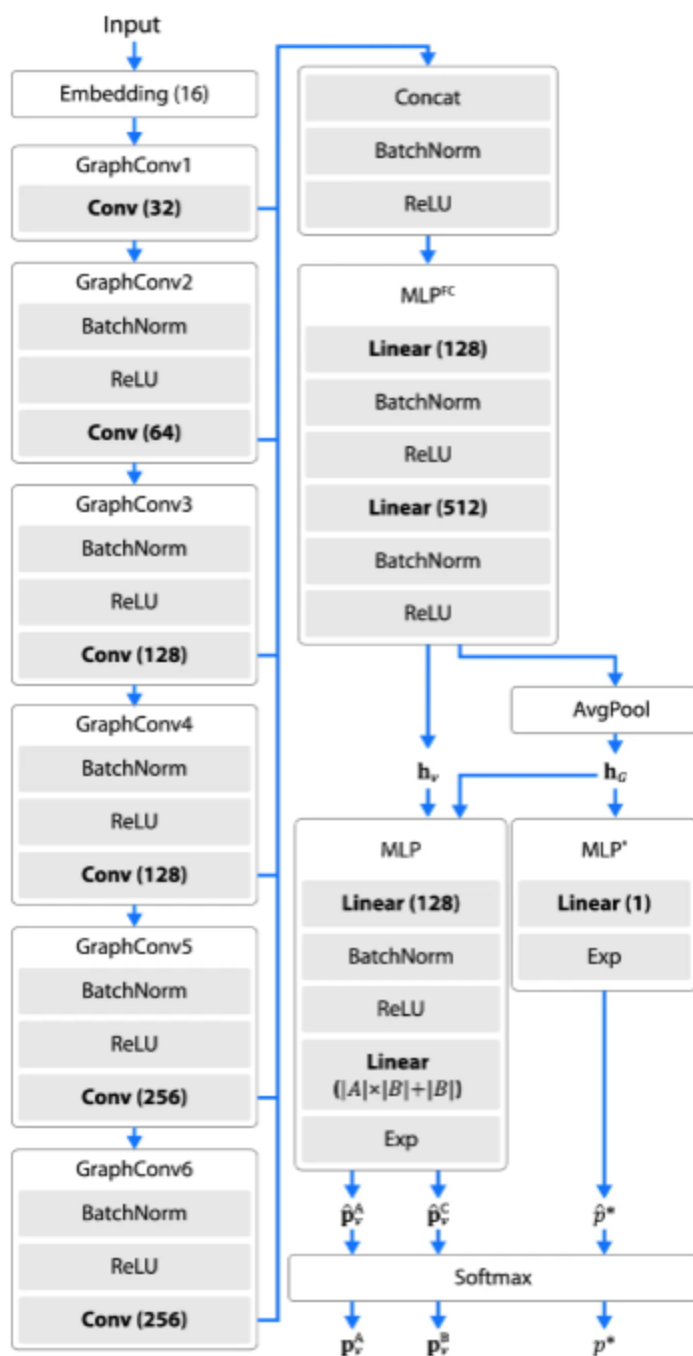 Input
Embedding (16)
GraphConv1
Conv (32)
GraphConv2
BatchNorm
ReLU
Conv (64)
GraphConv3
BatchNorm
ReLU
Conv (128)
GraphConv4
BatchNorm
ReLU
Conv (128)
GraphConv5
BatchNorm
ReLU
Conv (256)
GraphConv6
BatchNorm
ReLU
Conv (256)
Concat
BatchNorm
ReLU
MLP^FC
Linear (128)
BatchNorm
ReLU
Linear (512)
BatchNorm
ReLU
AvgPool
h_v
h_G
MLP
Linear (128)
BatchNorm
ReLU
Linear
(|A|×|B|+|B|)
Exp
MLP*
Linear (1)
Exp
p̂_v^A p̂_v^C p̂*
Softmax
p_v^A p_v^B p*